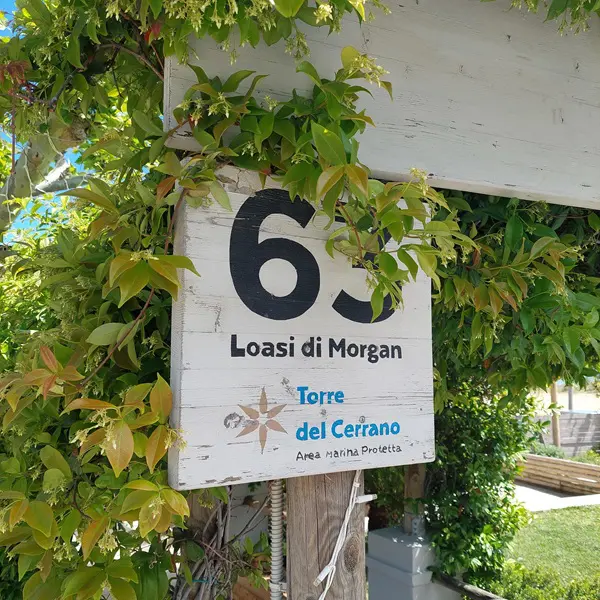 63
Loasi di Morgan
Torre
del Cerrano
Area Marina Protetta